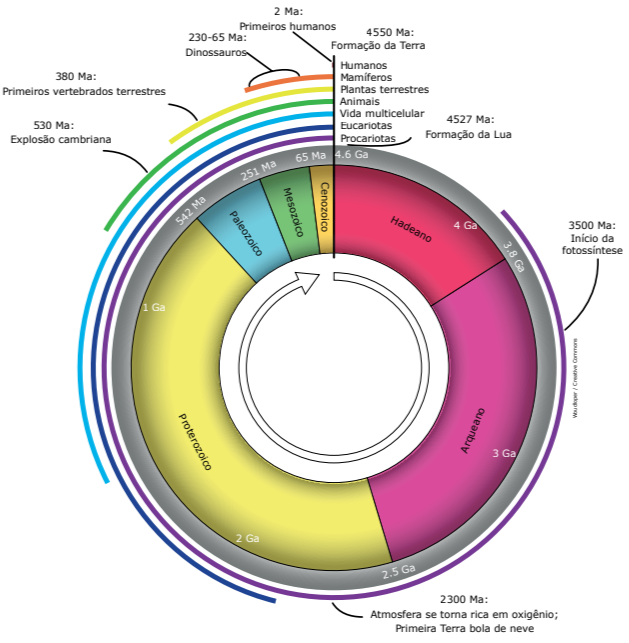 2 Ma:
Primeiros humanos
4550 Ma:
Formação da Terra
230-65 Ma:
Dinossauros
Humanos
Mamíferos
Plantas terrestres
Animais
Vida multicelular
Eucariotas
Procariotas
380 Ma:
Primeiros vertebrados terrestres
530 Ma:
Explosão cambriana
4527 Ma:
Formação da Lua
4.6 Ga
65 Ma
251 Ma
542 Ma
Cenozoico
Mesozoico
Paleozoico
Hadeano
4 Ga
3.8 Ga
3500 Ma:
Início da
fotossíntese
1 Ga
Proterozoico
Arqueano
3 Ga
2 Ga
2.5 Ga
Woudloper / Creative Commons
2300 Ma:
Atmosfera se torna rica em oxigênio;
Primeira Terra bola de neve